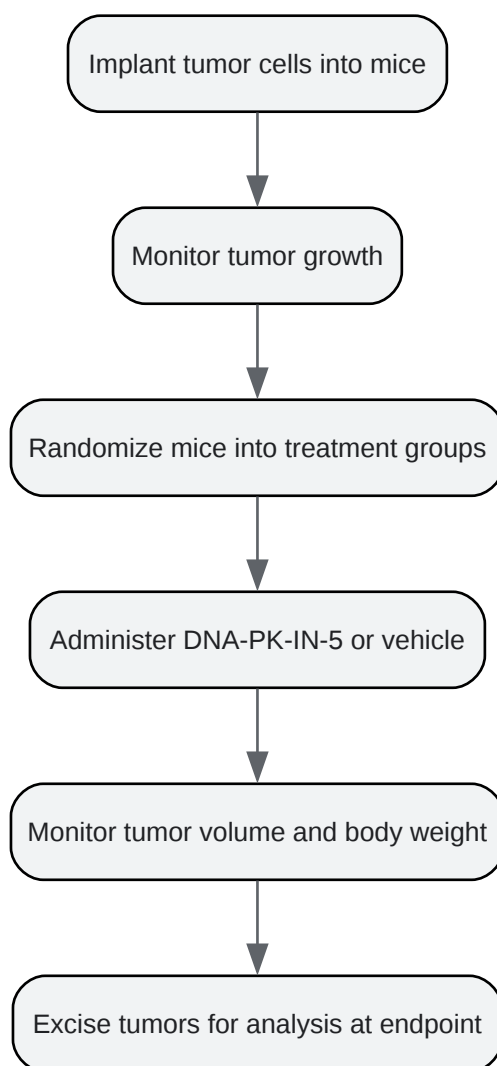 Implant tumor cells into mice
Monitor tumor growth
Randomize mice into treatment groups
Administer DNA-PK-IN-5 or vehicle
Monitor tumor volume and body weight
Excise tumors for analysis at endpoint